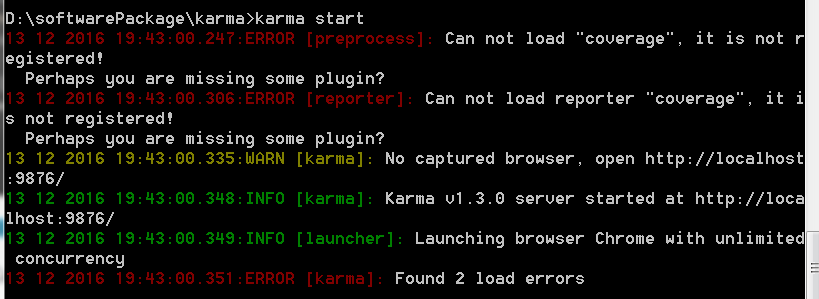 D:\softwarePackage\karma>karma start
13 12 2016 19:43:00.247:ERROR [preprocess]: Can not load "coverage", it is not r
egistered!
  Perhaps you are missing some plugin?
13 12 2016 19:43:00.306:ERROR [reporter]: Can not load reporter "coverage", it i
s not registered!
  Perhaps you are missing some plugin?
13 12 2016 19:43:00.335:WARN [karma]: No captured browser, open http://localhost
:9876/
13 12 2016 19:43:00.348:INFO [karma]: Karma v1.3.0 server started at http://loca
lhost:9876/
13 12 2016 19:43:00.349:INFO [launcher]: Launching browser Chrome with unlimited
 concurrency
13 12 2016 19:43:00.351:ERROR [karma]: Found 2 load errors